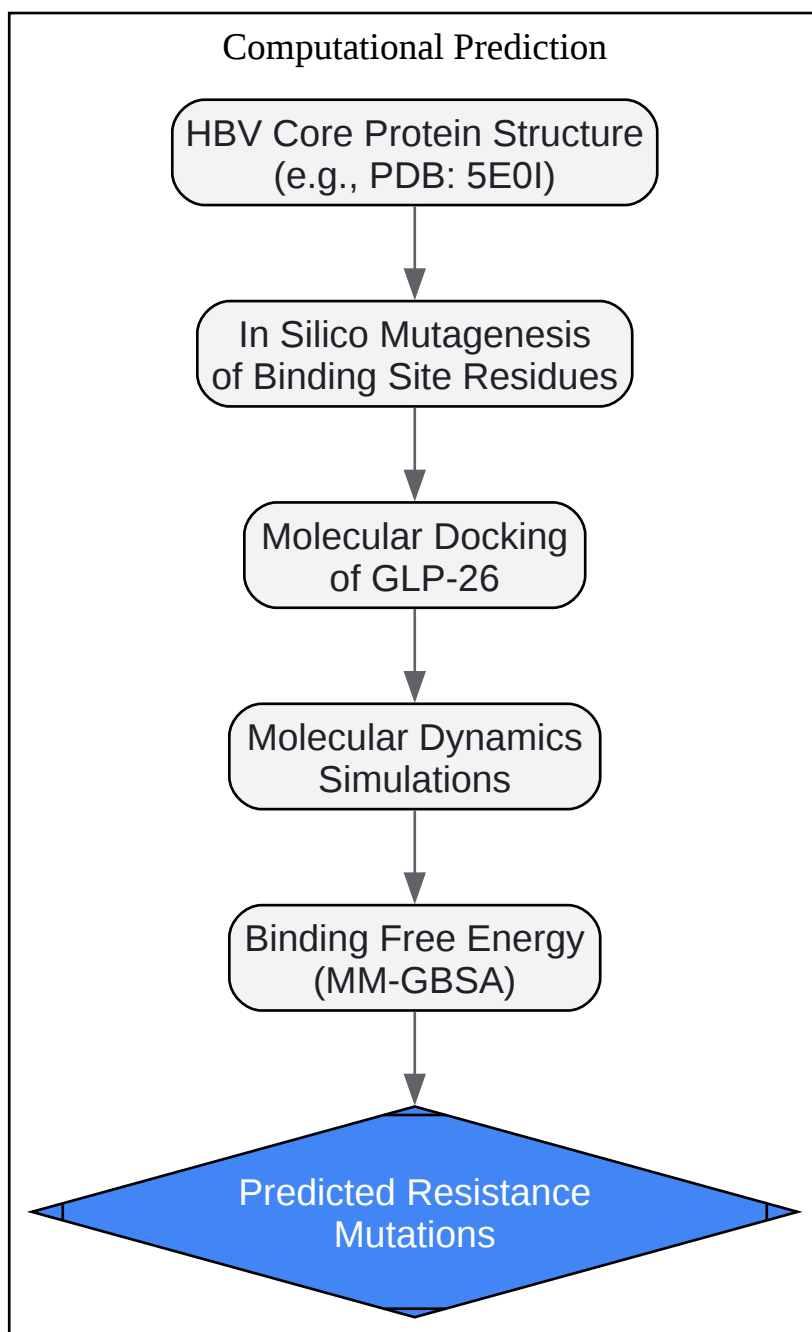 Computational Prediction
HBV Core Protein Structure
(e.g., PDB: 5E0I)
In Silico Mutagenesis
of Binding Site Residues
Molecular Docking
of GLP-26
Molecular Dynamics
Simulations
Binding Free Energy
(MM-GBSA)
Predicted Resistance
Mutations